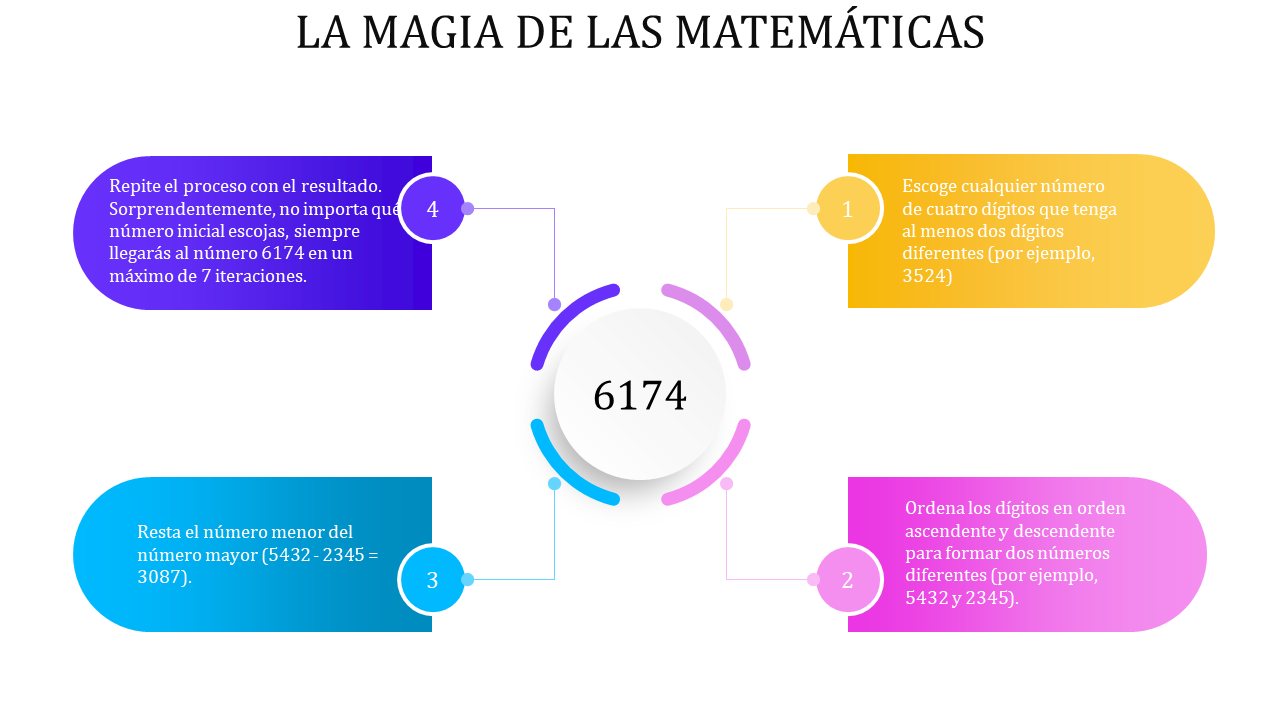 LA MAGIA DE LAS MATEMÁTICAS
1
Escoge cualquier número
de cuatro dígitos que tenga
al menos dos dígitos
diferentes (por ejemplo,
3524)
2
Ordena los dígitos en orden
ascendente y descendente
para formar dos números
diferentes (por ejemplo,
5432 y 2345).
3
Resta el número menor del
número mayor (5432 - 2345 =
3087).
4
Repite el proceso con el resultado.
Sorprendentemente, no importa qué
número inicial escojas, siempre
llegarás al número 6174 en un
máximo de 7 iteraciones.
6174